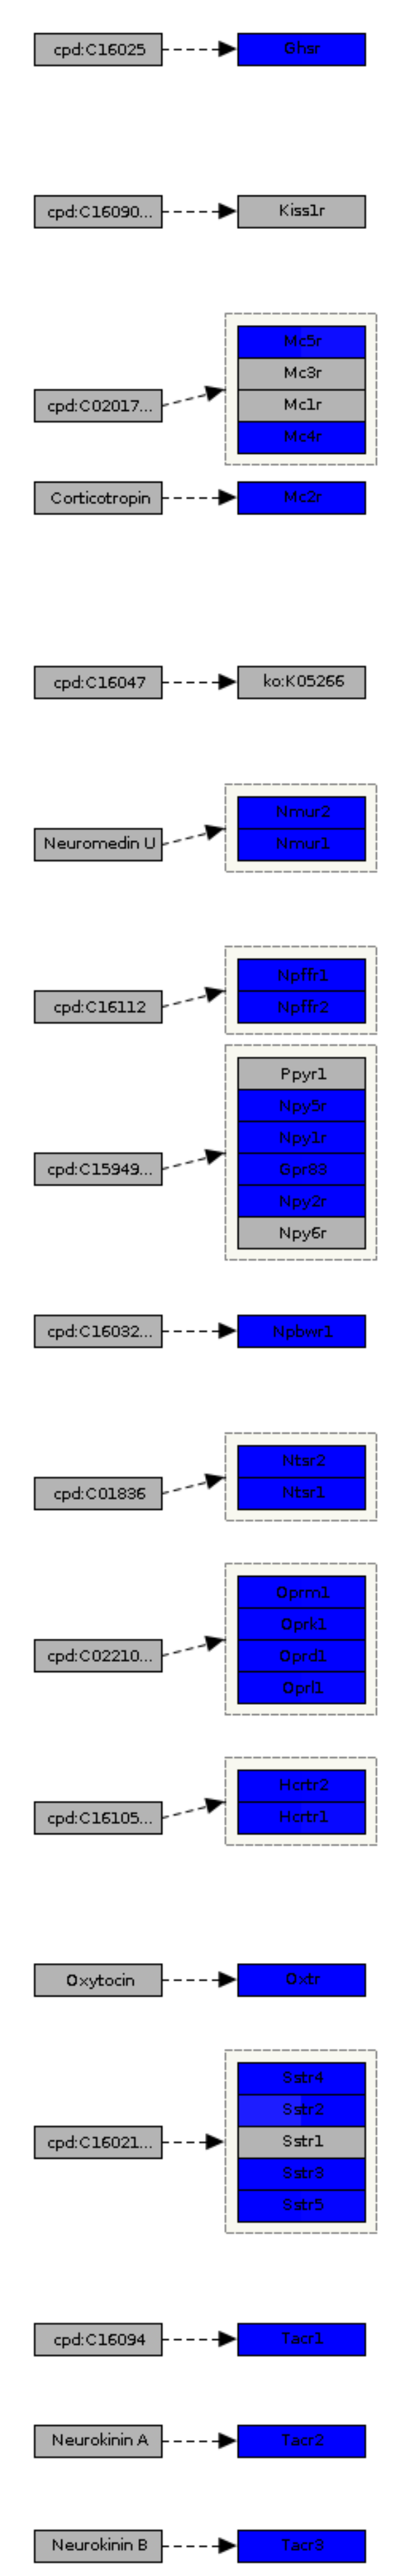 cpd:C16025
Ghsr
cpd:C16090...
Kiss1r
Mc5r
Mc3r
cpd:C02017...
Mc1r
Mc4r
Corticotropin
Mc2r
cpd:C16047
ko:K05266
Nmur2
Neuromedin U
Nmur1
Npffr1
cpd:C16112
Npffr2
Ppyr1
Npy5r
Npy1r
cpd:C15949...
Gpr83
Npy2r
Npy6r
cpd:C16032...
Npbwr1
Ntsr2
cpd:C01836
Ntsr1
Oprm1
Oprk1
cpd:C02210...
Oprd1
Oprl1
Hcrtr2
cpd:C16105...
Hcrtr1
Oxytocin
Oxtr
Sstr4
Sstr2
cpd:C16021...
Sstr1
Sstr3
Sstr5
cpd:C16094
Tacr1
Neurokinin A
Tacr2
Neurokinin B
Tacr3